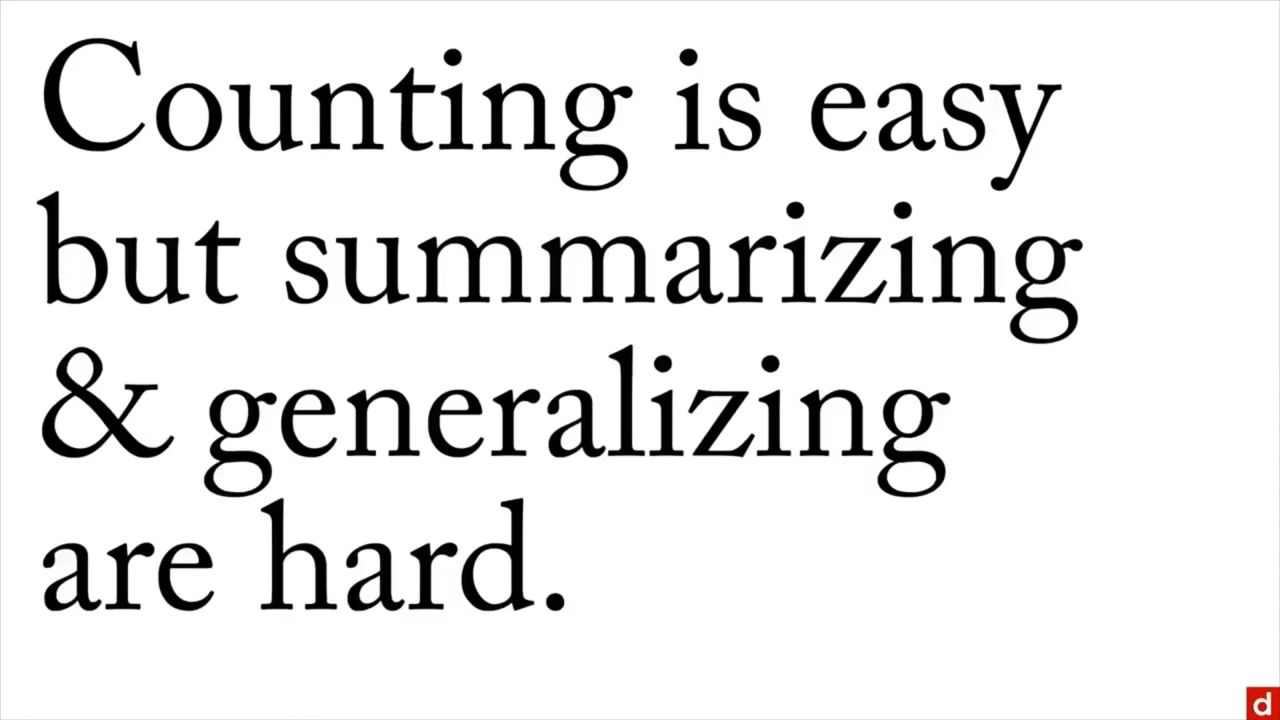 Counting is easy
but summarizing
& generalizing
are hard.
d